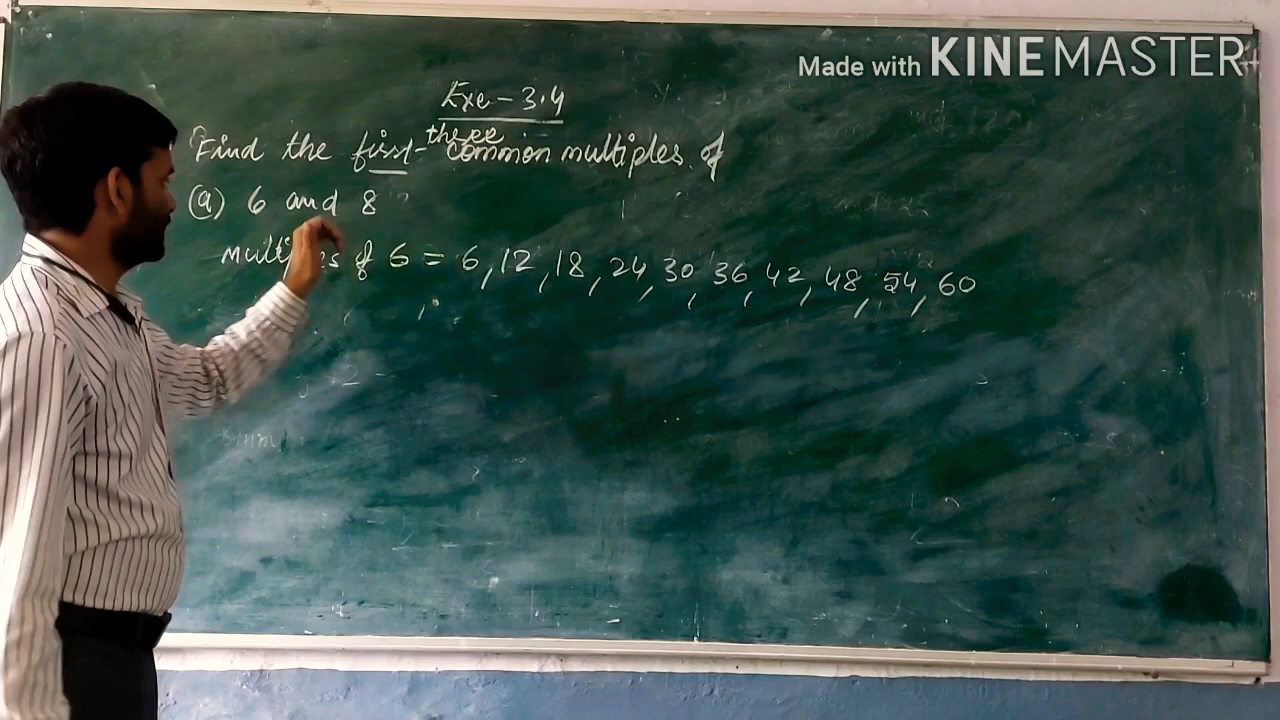 Made with KINEMASTER
Exe - 3.4
Find the first three common multiples of
(a) 6 and 8
multiples of 6 = 6, 12, 18, 24, 30, 36, 42, 48, 54, 60